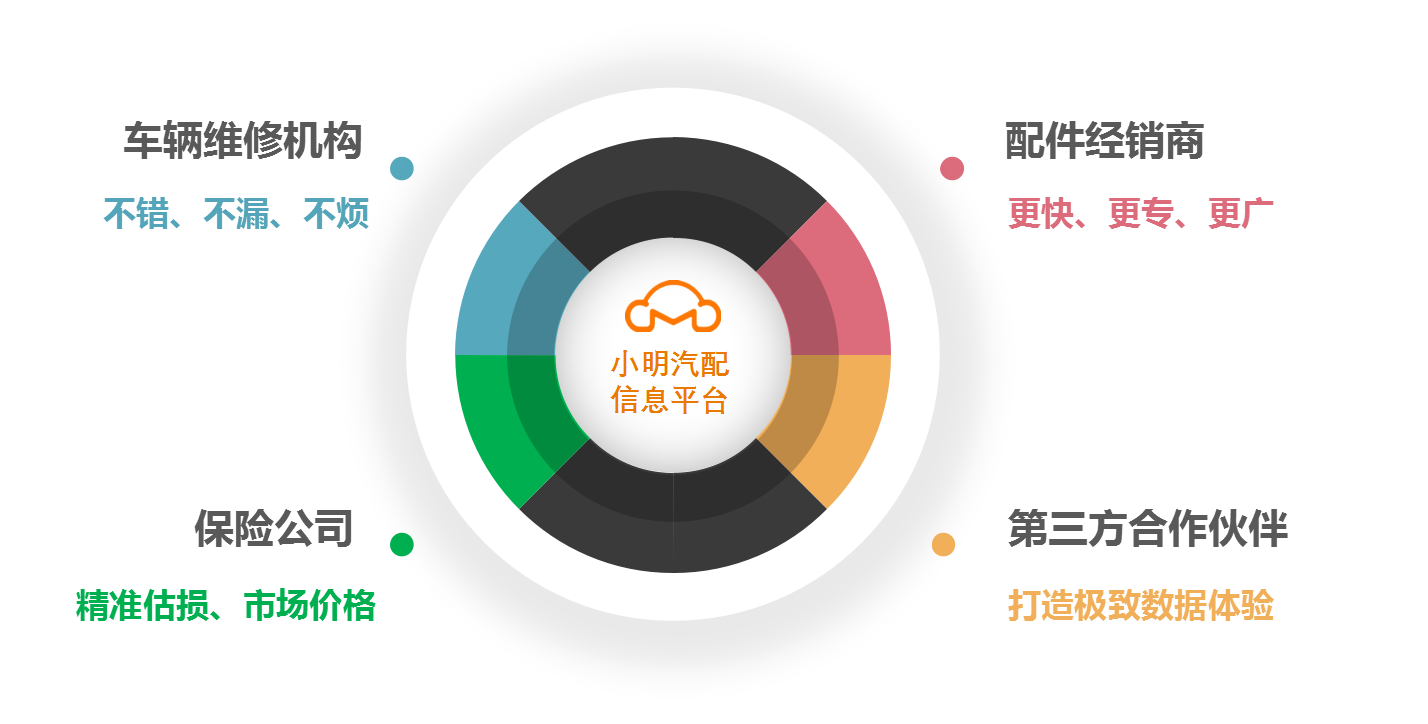 车辆维修机构
不错、不漏、不烦
配件经销商
更快、更专、更广
小明汽配
信息平台
保险公司
精准估损、市场价格
第三方合作伙伴
打造极致数据体验